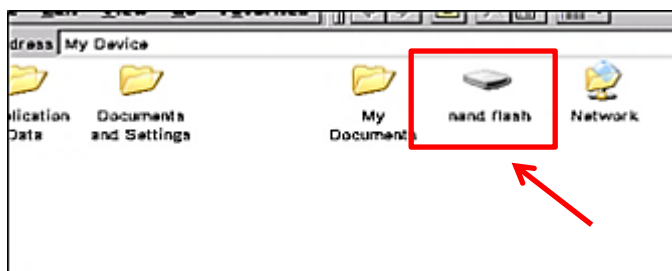 dress My Device
lication Documents My nand flash Network
Data and Settings Documents